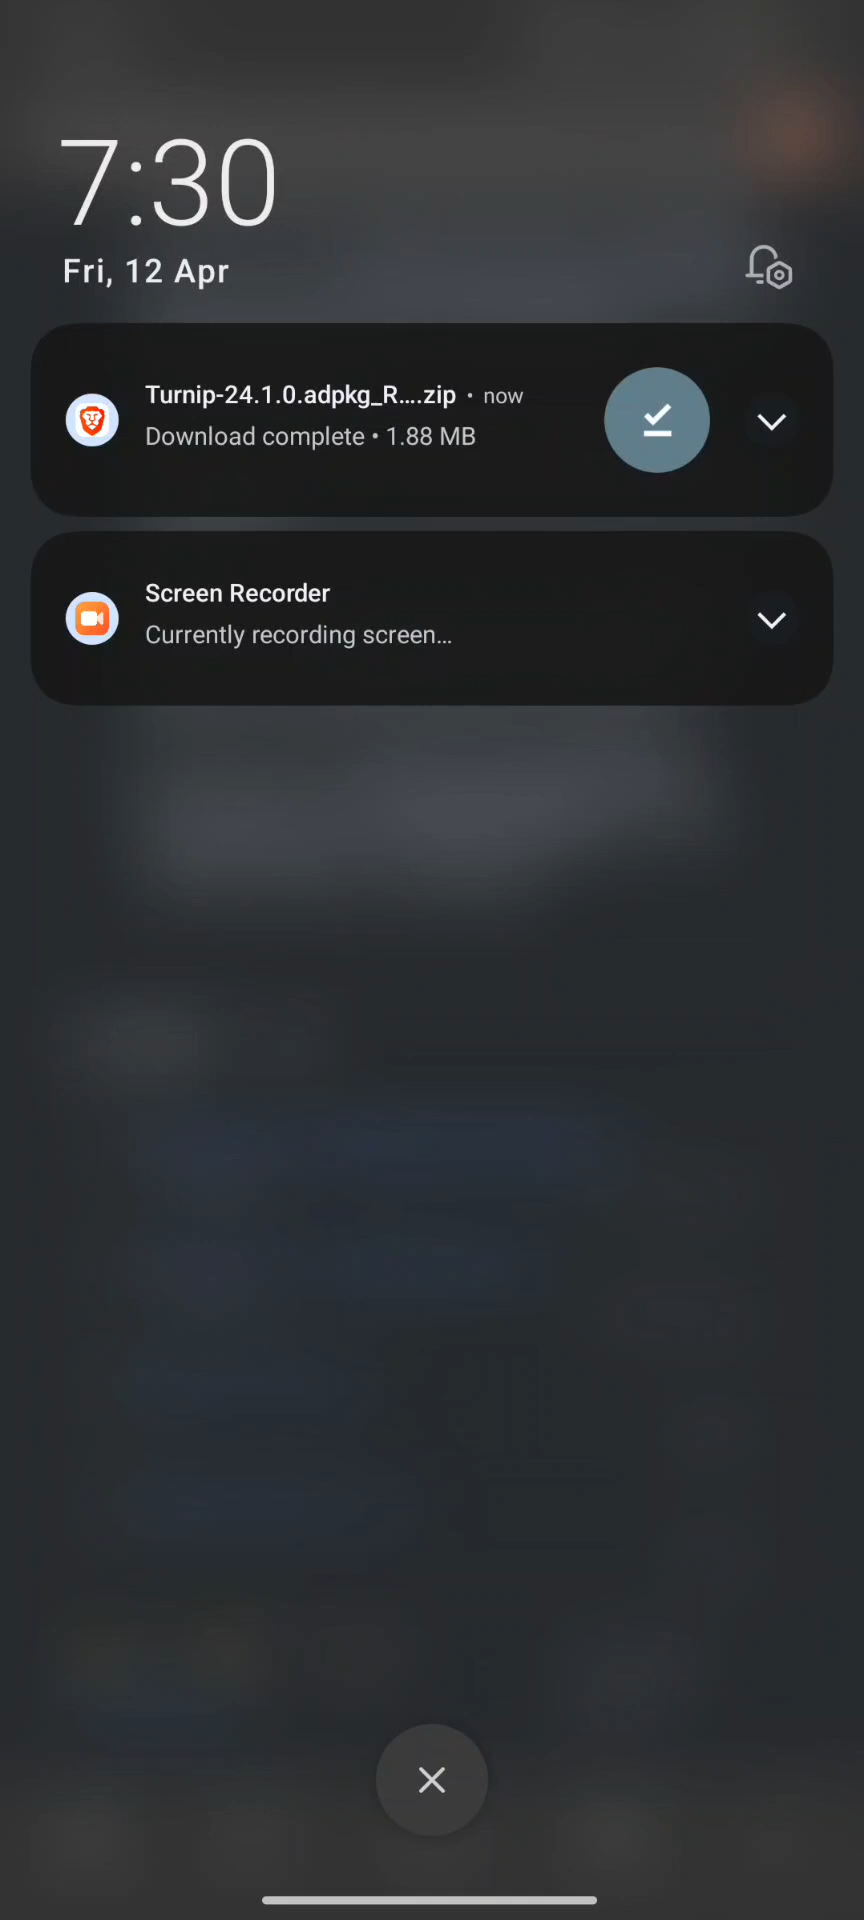 7:30
Fri, 12 Apr
Turnip-24.1.0.adpkg_R....zip • now
Download complete • 1.88 MB
Screen Recorder
Currently recording screen...